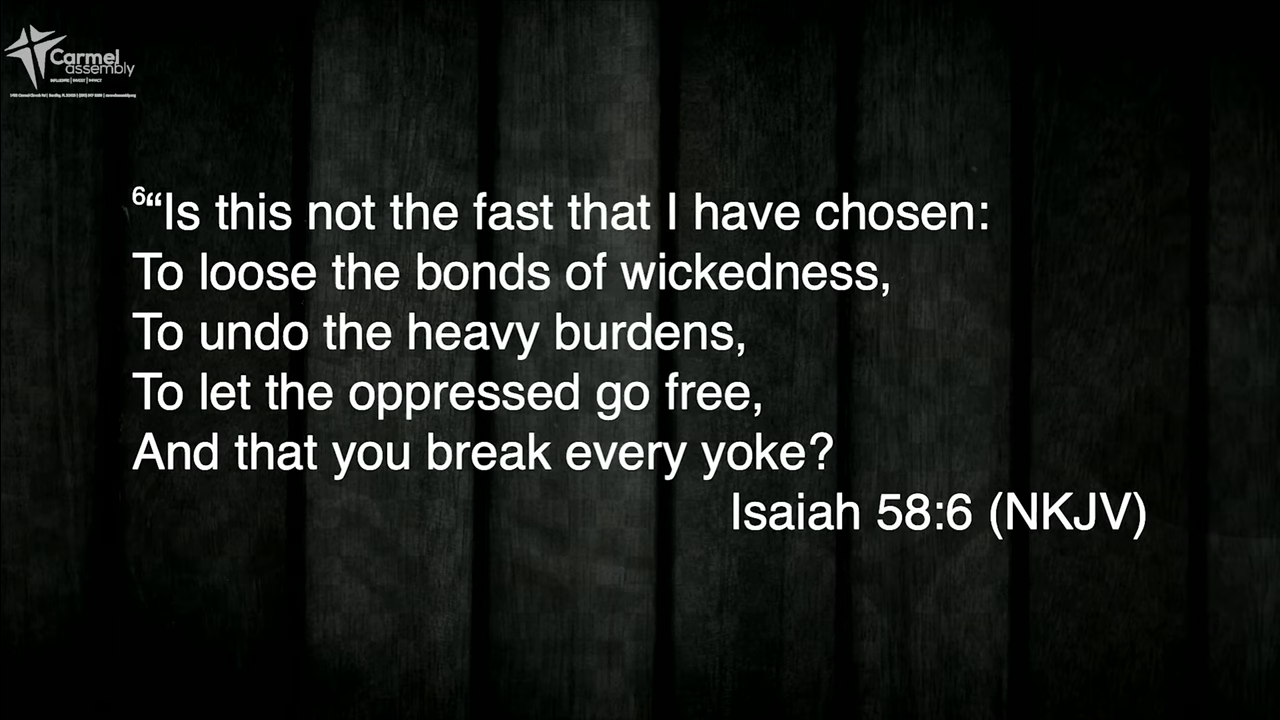 Carmel
assembly
⁶“Is this not the fast that I have chosen:
To loose the bonds of wickedness,
To undo the heavy burdens,
To let the oppressed go free,
And that you break every yoke?
Isaiah 58:6 (NKJV)